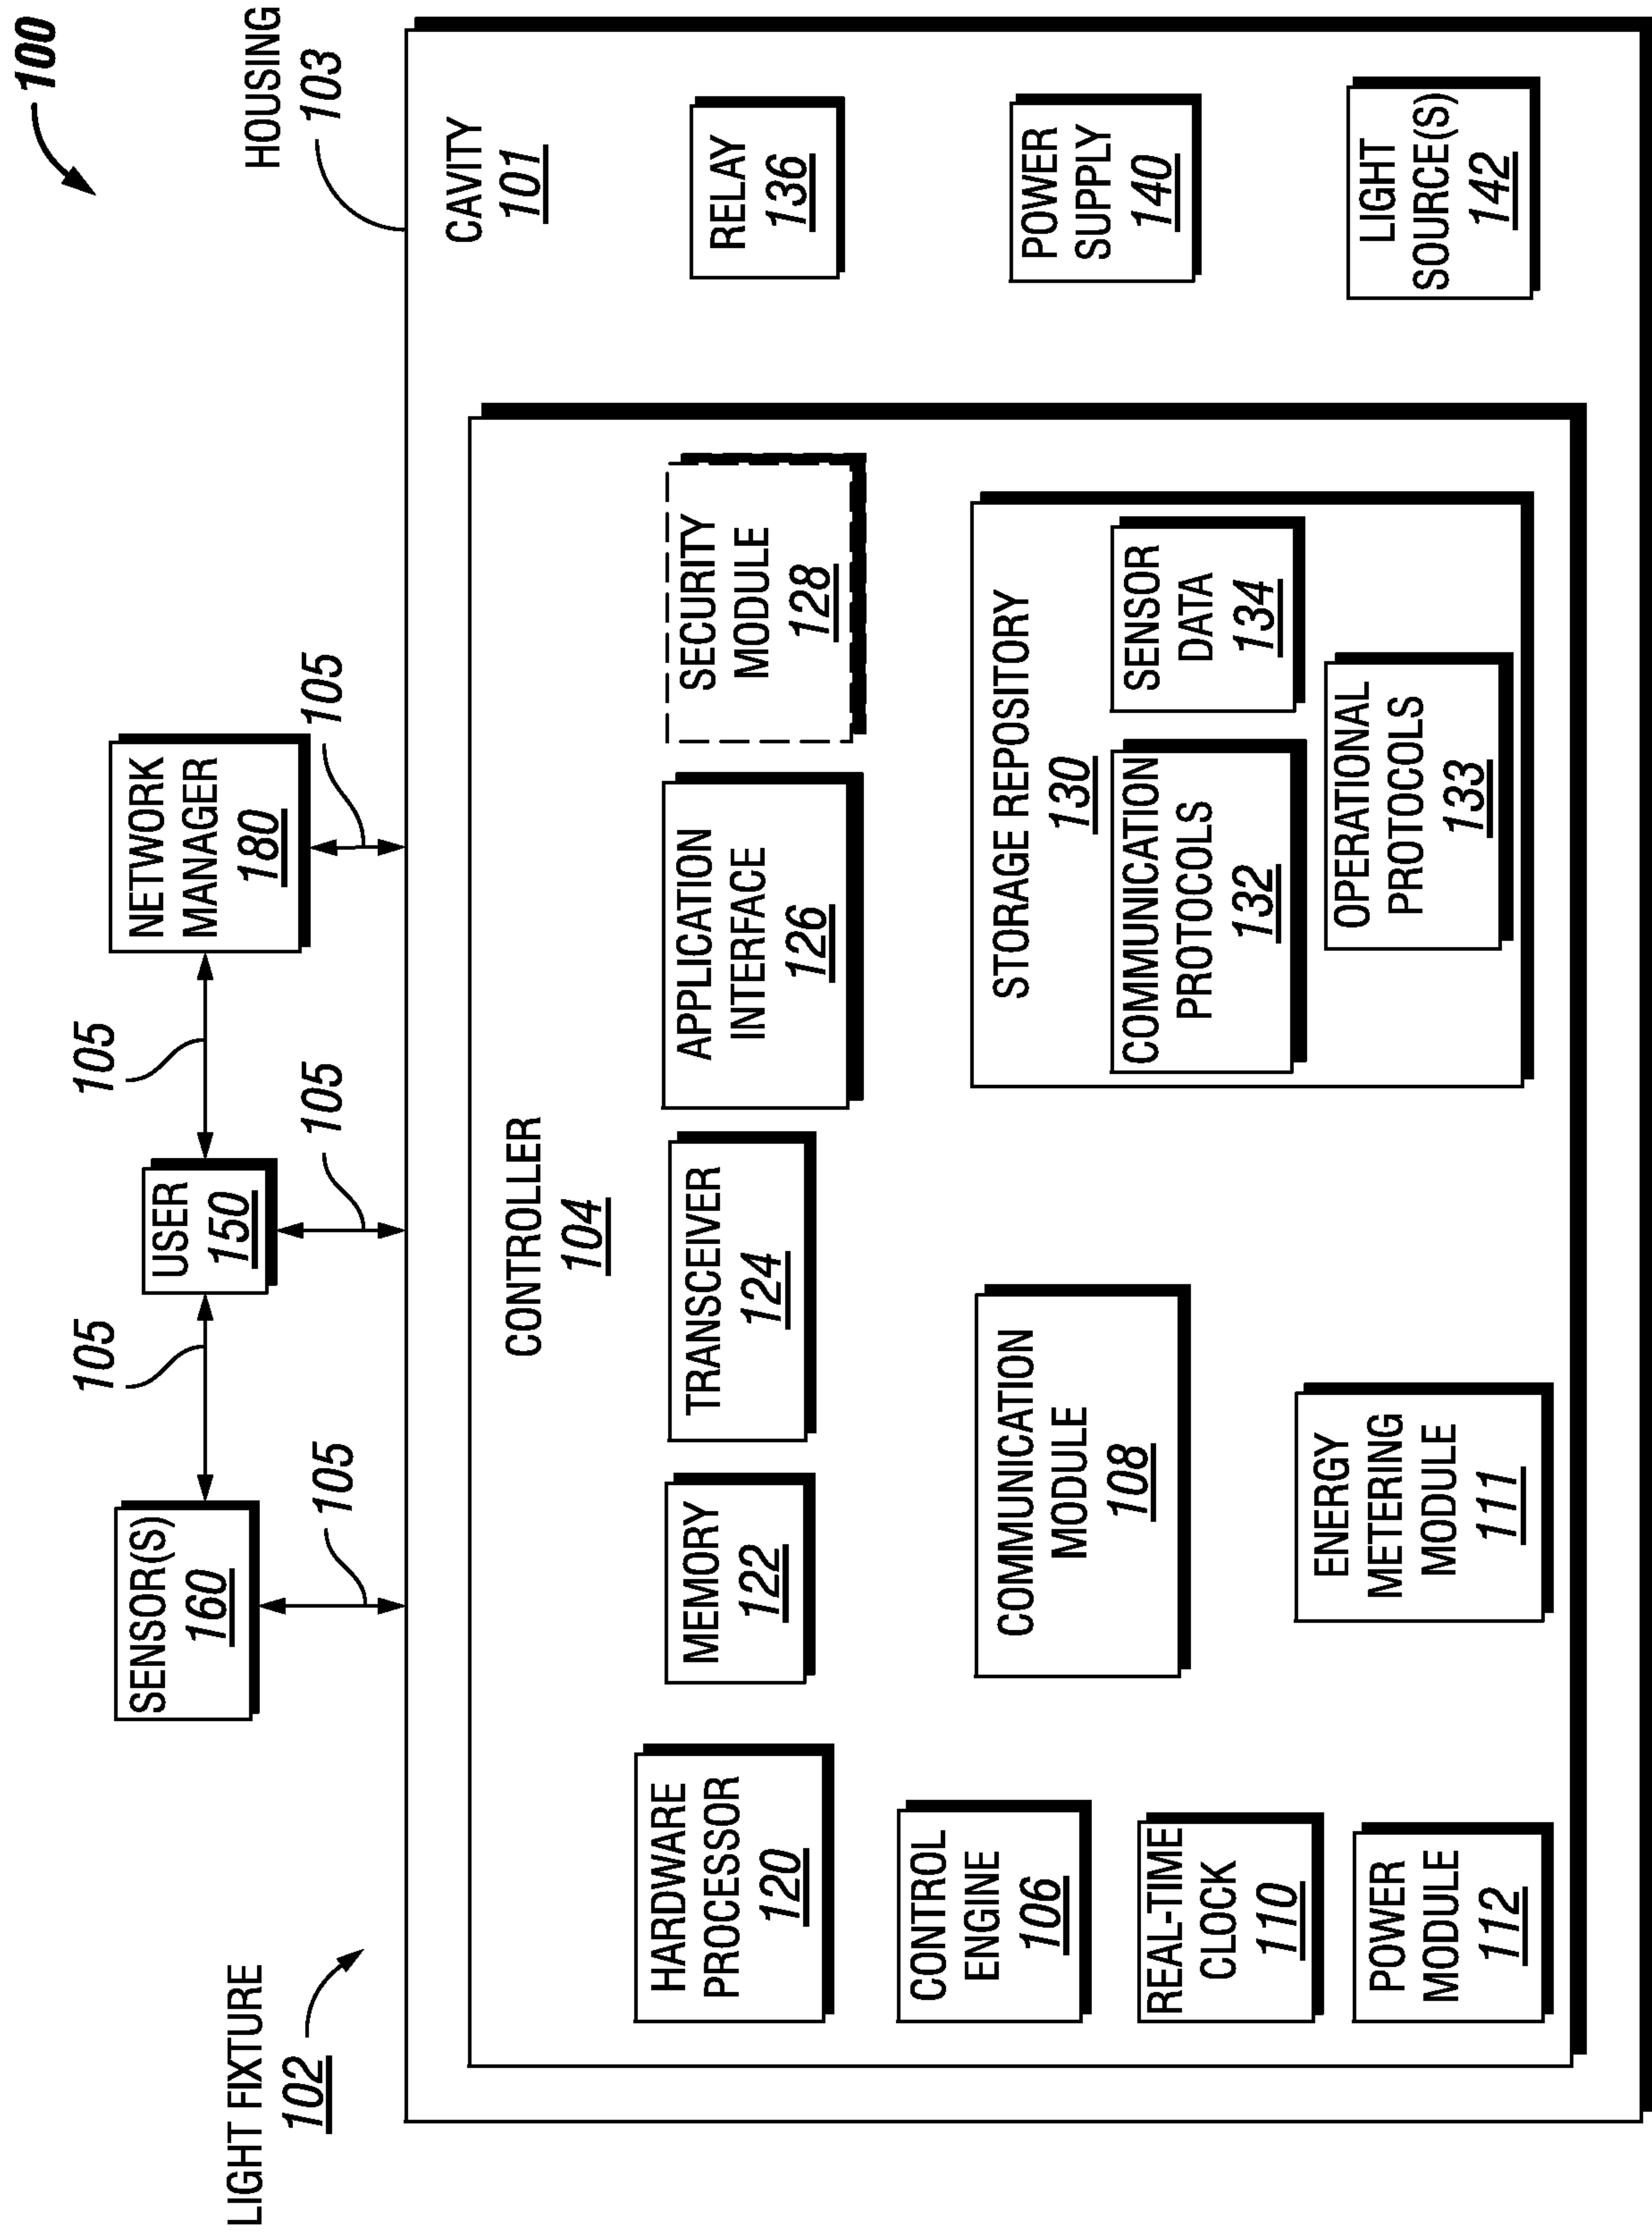 100
LIGHT FIXTURE
102
SENSOR(S)
160
105
USER
150
105
NETWORK
MANAGER
180
105
105
105
HOUSING
103
CAVITY
101
CONTROLLER
104
HARDWARE
PROCESSOR
120
MEMORY
122
TRANSCEIVER
124
APPLICATION
INTERFACE
126
SECURITY
MODULE
128
RELAY
136
CONTROL
ENGINE
106
COMMUNICATION
MODULE
108
STORAGE REPOSITORY
130
COMMUNICATION
PROTOCOLS
132
SENSOR
DATA
134
OPERATIONAL
PROTOCOLS
133
POWER
SUPPLY
140
REAL-TIME
CLOCK
110
ENERGY
METERING
MODULE
111
POWER
MODULE
112
LIGHT
SOURCE(S)
142